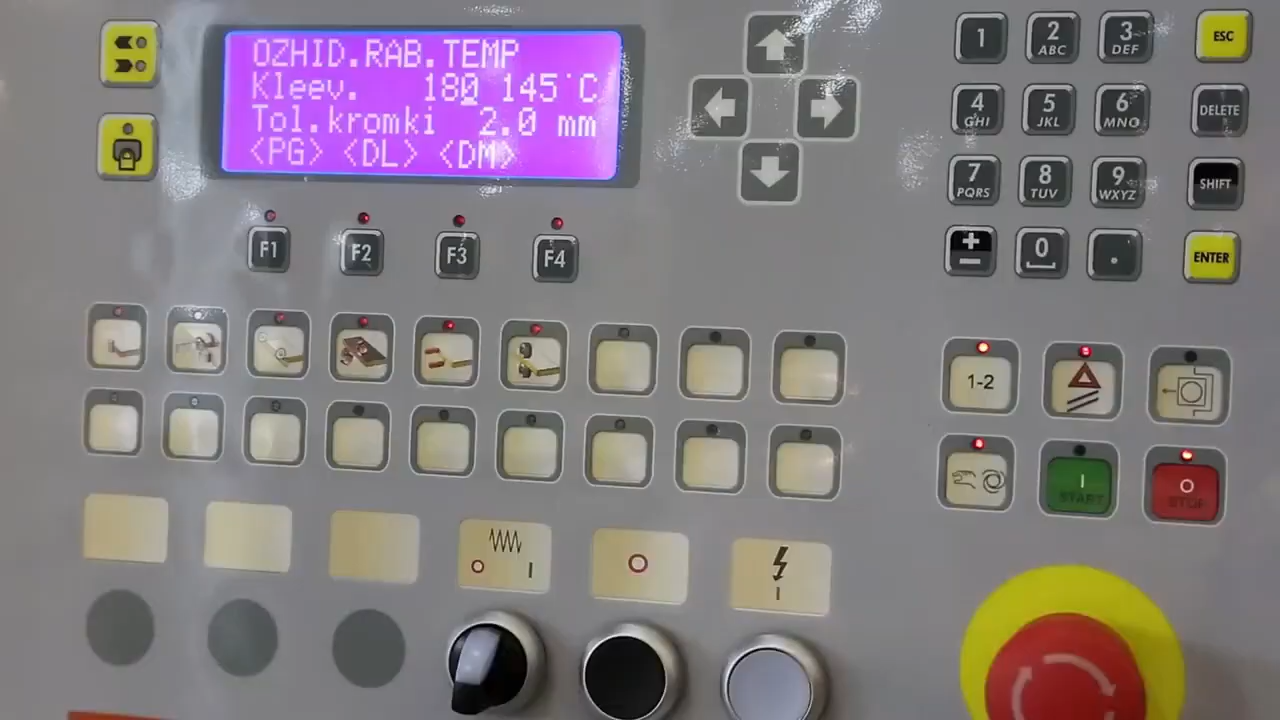 OZHID.RAB.TEMP
Kleev. 180 145°C
Tol.kromki 2.0 mm
<PG> <DL> <DM>
F1 F2 F3 F4
1 2 ABC 3 DEF ESC
4 GHI 5 JKL 6 MNO DELETE
7 PQRS 8 TUV 9 WXYZ SHIFT
+ - 0 . ENTER
1-2
I START O STOP
O I O I